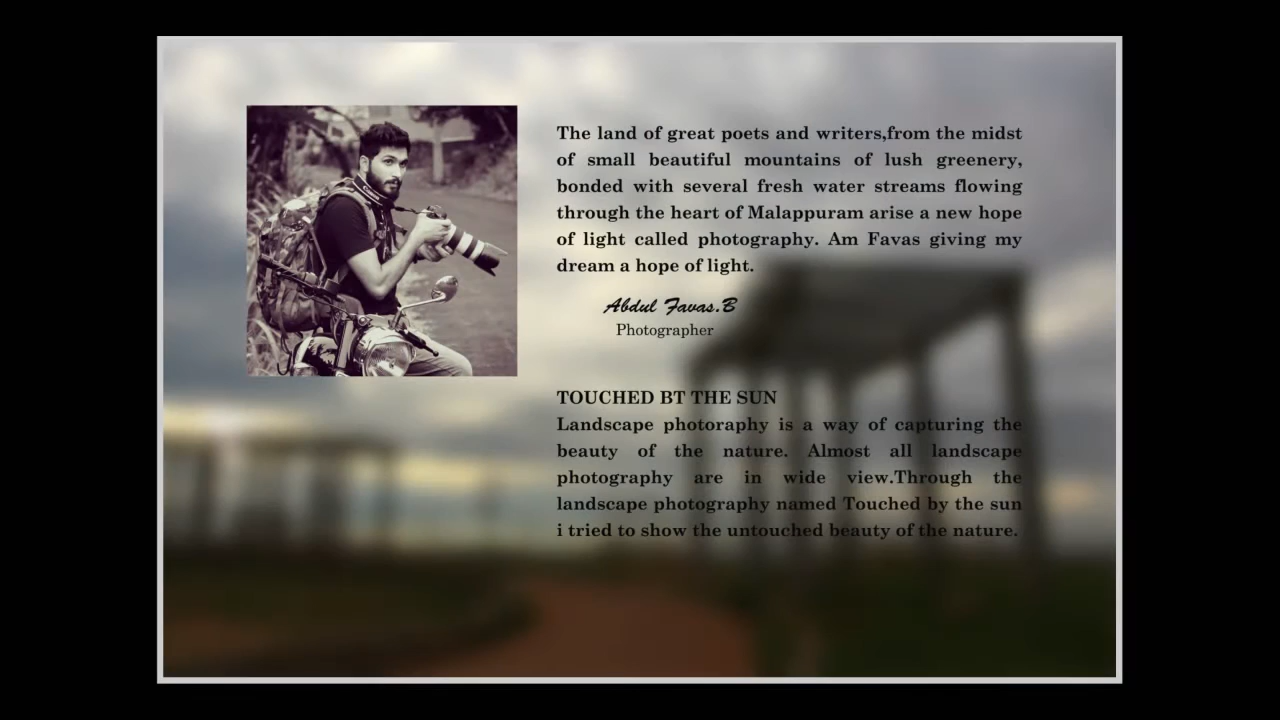 The land of great poets and writers,from the midst
of small beautiful mountains of lush greenery,
bonded with several fresh water streams flowing
through the heart of Malappuram arise a new hope
of light called photography. Am Favas giving my
dream a hope of light.
Abdul Favas.B
Photographer
TOUCHED BT THE SUN
Landscape photoraphy is a way of capturing the
beauty of the nature. Almost all landscape
photography are in wide view.Through the
landscape photography named Touched by the sun
i tried to show the untouched beauty of the nature.